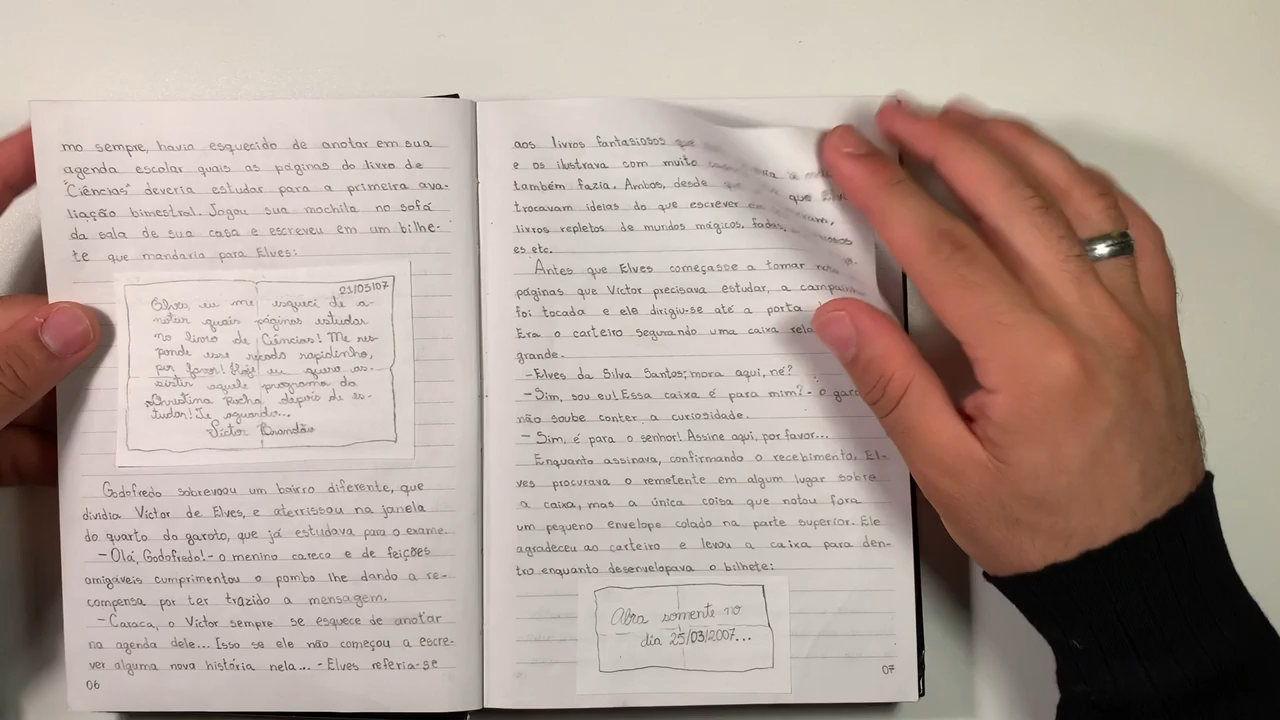 mo sempre, havia esquecido de anotar em sua
agenda escolar quais as páginas do livro de
"Ciências" deveria estudar para a primeira ava-
liação bimestral. Jogou sua mochila no sofá
da sala de sua casa e escreveu em um bilhe-
te que mandaria para Elves:
21/03/07
Elves, eu me esqueci de a-
notar quais páginas estudar
no livro de Ciências! Me res-
ponde esse recado rapidinho,
por favor! Hoje eu quero as-
sistir aquele programa da
Christina Rocha, depois de es-
tudar! Te aguardo...
Victor Brandão
Godofredo sobrevoou um bairro diferente, que
dividia Victor de Elves, e aterrissou na janela
do quarto do garoto, que já estudava para o exame.
- Olá, Godofredo! - o menino careca e de feições
amigáveis cumprimentou o pombo lhe dando a re-
compensa por ter trazido a mensagem.
- Caraca, o Victor sempre se esquece de anotar
na agenda dele... Isso se ele não começou a escre-
ver alguma nova história nela... - Elves referia-se
06
aos livros fantasiosos que
e os ilustrava com muito
também fazia. Ambos, desde que
trocavam ideias do que escrever
livros repletos de mundos mágicos, fadas,
es etc.
Antes que Elves começasse a tomar
páginas que Victor precisava estudar, a campainha
foi tocada e ele dirigiu-se até a porta
Era o carteiro segurando uma caixa
grande.
- Elves da Silva Santos; mora aqui, né?
- Sim, sou eu! Essa caixa é para mim? - o
não soube conter a curiosidade.
- Sim, é para o senhor! Assine aqui, por favor...
Enquanto assinava, confirmando o recebimento, El-
ves procurava o remetente em algum lugar sobre
a caixa, mas a única coisa que notou fora
um pequeno envelope colado na parte superior. Ele
agradeceu ao carteiro e levou a caixa para den-
tro enquanto desenvelopava o bilhete:
Abra somente no
dia 25/03/2007...
07